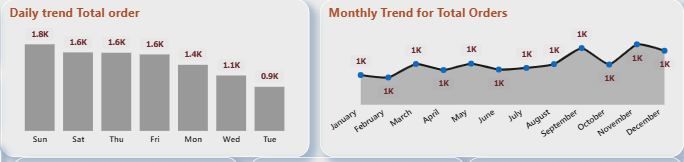 Daily trend Total order
1.8K
1.6K
1.6K
1.6K
1.4K
1.1K
0.9K
Sun Sat Thu Fri Mon Wed Tue
Monthly Trend for Total Orders
1K
1K
1K
1K
1K
1K
1K
1K
1K
1K
1K
1K
January February March April May June July August September October November December